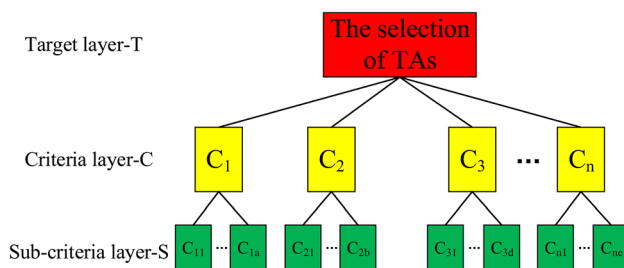 Target layer-T
The selection
of TAs
Criteria layer-C
C1
C2
C3
...
Cn
Sub-criteria layer-S
C11
...
C1a
C21
...
C2b
C31
...
C3d
Cn1
...
Cne